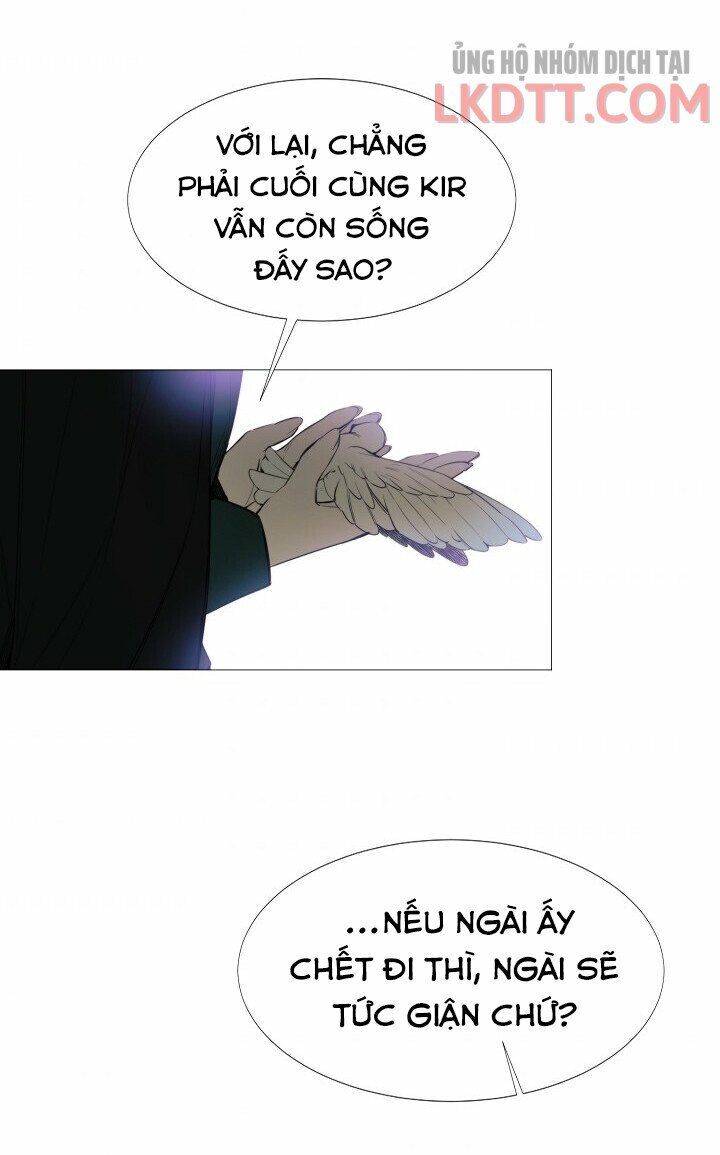 ỦNG HỘ NHÓM DỊCH TẠI
LKDTT.COM
VỚI LẠI, CHẲNG
PHẢI CUỐI CÙNG KIR
VẪN CÒN SỐNG
ĐẤY SAO?
...NẾU NGÀI ẤY
CHẾT ĐI THÌ, NGÀI SẼ
TỨC GIẬN CHỨ?